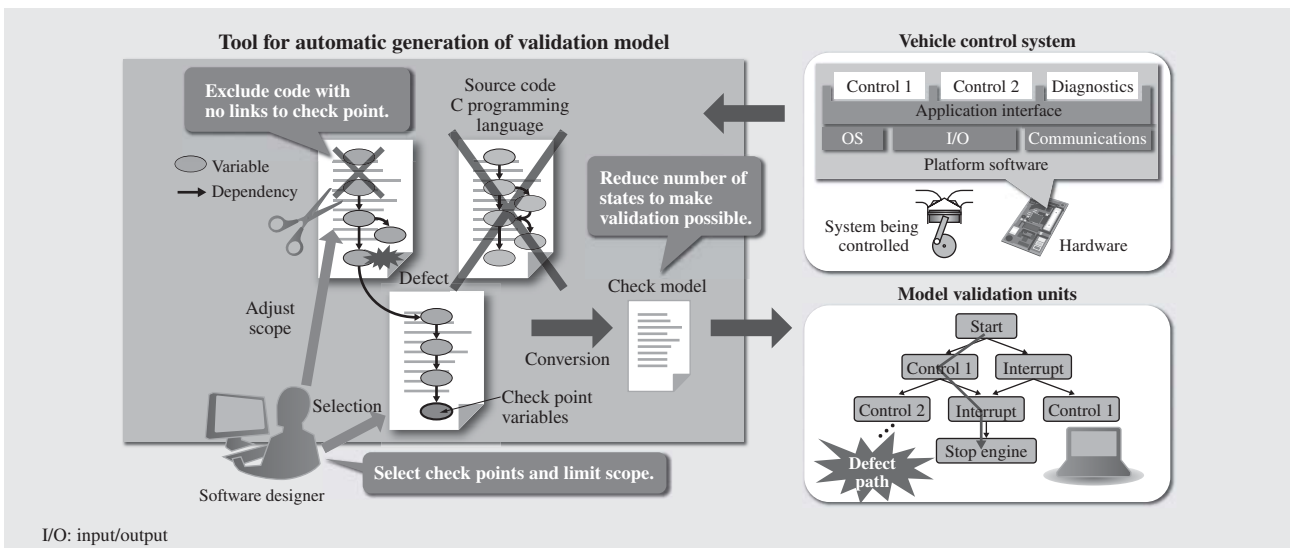 Tool for automatic generation of validation model
Exclude code with
no links to check point.
Source code
C programming
language
Variable
Dependency
Reduce number of
states to make
validation possible.
Defect
Check model
Adjust
scope
Conversion
Selection
Check point
variables
Select check points and limit scope.
Software designer
Vehicle control system
Control 1
Control 2
Diagnostics
Application interface
OS
I/O
Communications
Platform software
System being
controlled
Hardware
Model validation units
Start
Control 1
Interrupt
Control 2
Interrupt
Control 1
Stop engine
Defect
path
I/O: input/output